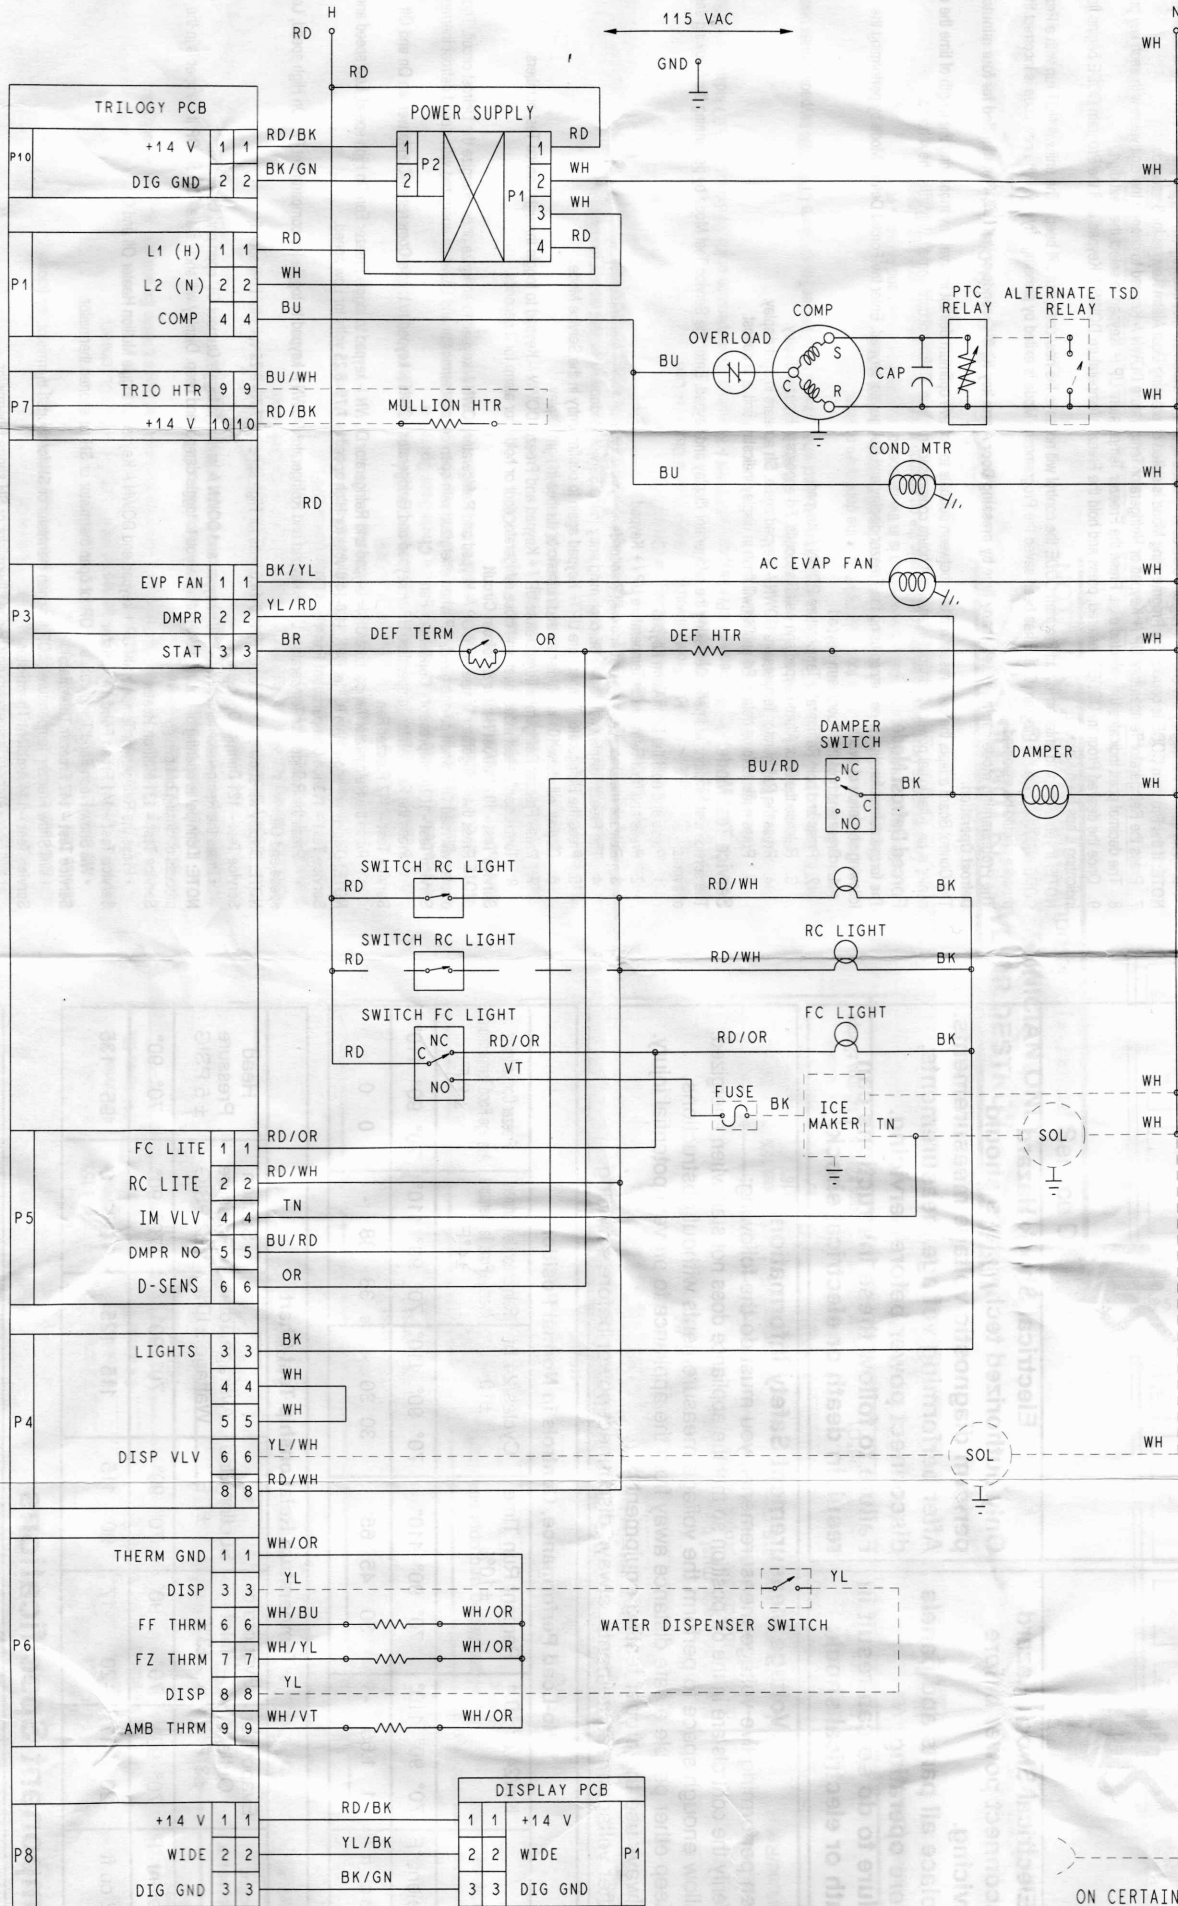 H
115 VAC
N
RD
WH
RD
GND
TRILOGY PCB
POWER SUPPLY
P10
+14 V 1 1 RD/BK
1 P2 P1 1 RD
DIG GND 2 2 BK/GN
2 2 WH WH
3 WH
4 RD
P1
L1 (H) 1 1 RD
L2 (N) 2 2 WH
COMP 4 4 BU
PTC RELAY
ALTERNATE TSD RELAY
COMP
OVERLOAD
BU
S
C
R
CAP
WH
P7
TRIO HTR 9 9 BU/WH
+14 V 10 10 RD/BK
MULLION HTR
COND MTR
BU
WH
RD
AC EVAP FAN
P3
EVP FAN 1 1 BK/YL
WH
DMPR 2 2 YL/RD
STAT 3 3 BR
DEF TERM
OR
DEF HTR
WH
DAMPER SWITCH
DAMPER
BU/RD
NC
C
NO
BK
WH
SWITCH RC LIGHT
RD
RD/WH
BK
SWITCH RC LIGHT
RC LIGHT
RD
RD/WH
BK
SWITCH FC LIGHT
FC LIGHT
RD
C
NC
NO
RD/OR
RD/OR
BK
VT
FUSE
BK
ICE MAKER
TN
WH
WH
SOL
P5
FC LITE 1 1 RD/OR
RC LITE 2 2 RD/WH
IM VLV 4 4 TN
DMPR NO 5 5 BU/RD
D-SENS 6 6 OR
P4
LIGHTS 3 3 BK
4 4 WH
5 5 WH
DISP VLV 6 6 YL/WH
SOL
WH
8 8 RD/WH
P6
THERM GND 1 1 WH/OR
DISP 3 3 YL
YL
WATER DISPENSER SWITCH
FF THRM 6 6 WH/BU WH/OR
FZ THRM 7 7 WH/YL WH/OR
DISP 8 8 YL
AMB THRM 9 9 WH/VT WH/OR
DISPLAY PCB
P8
P1
+14 V 1 1 RD/BK 1 1 +14 V
WIDE 2 2 YL/BK 2 2 WIDE
DIG GND 3 3 BK/GN 3 3 DIG GND
ON CERTAIN